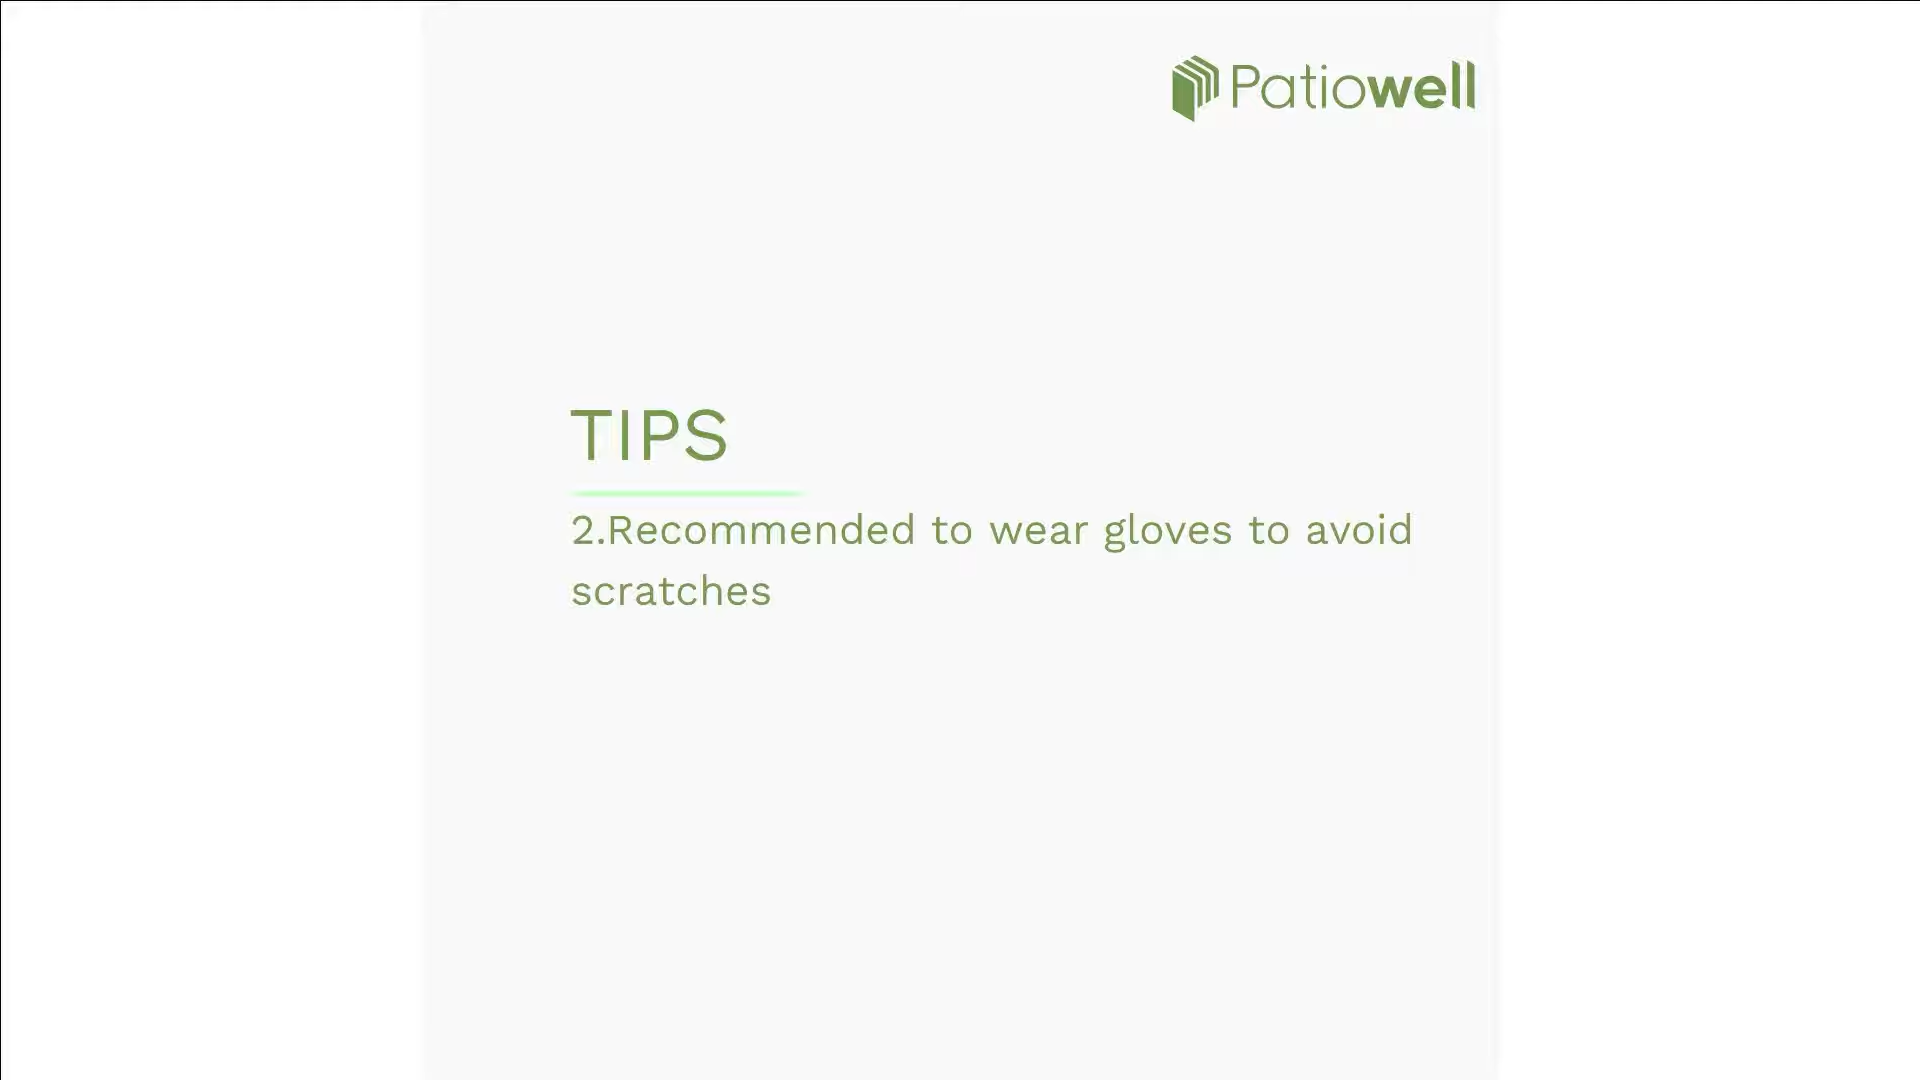 Patiowell
TIPS
2.Recommended to wear gloves to avoid
scratches